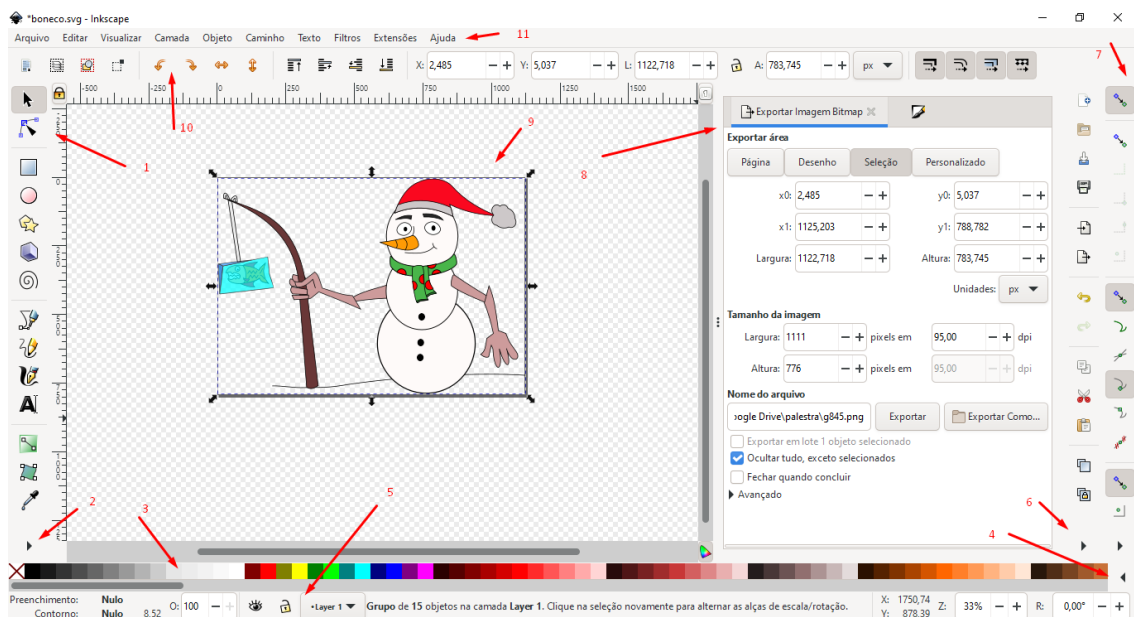 *boneco.svg - Inkscape
Arquivo Editar Visualizar Camada Objeto Caminho Texto Filtros Extensões Ajuda
11
7
X: 2,485 Y: 5,037 L: 1122,718 A: 783,745 px
-500 -250 0 250 500 750 1000 1250 1500
10
9
8
1
Exportar Imagem Bitmap
Exportar área
Página Desenho Seleção Personalizado
x0: 2,485 y0: 5,037
x1: 1125,203 y1: 788,782
Largura: 1122,718 Altura: 783,745
Unidades: px
Tamanho da imagem
Largura: 1111 pixels em 95,00 dpi
Altura: 776 pixels em 95,00 dpi
Nome do arquivo
ogle Drive\palestra\g845.png Exportar Exportar Como...
Exportar em lote 1 objeto selecionado
Ocultar tudo, exceto selecionados
Fechar quando concluir
Avançado
A
2
3
5
6
4
Preenchimento: Nulo
Contorno: Nulo 8,52
O: 100
•Layer 1
Grupo de 15 objetos na camada Layer 1. Clique na seleção novamente para alternar as alças de escala/rotação.
X: 1750,74
Y: 878,39
Z: 33% R: 0,00°